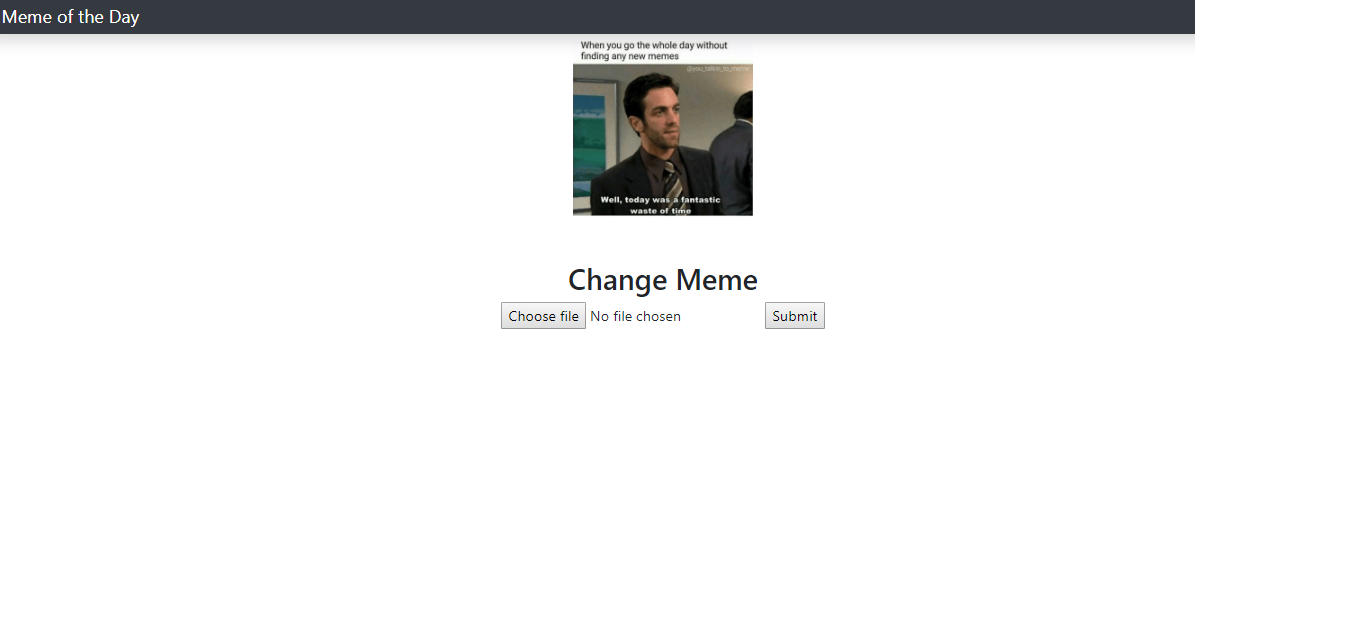 Meme of the Day
When you go the whole day without
finding any new memes
@you_talkin_to_meme
Well, today was a fantastic
waste of time
Change Meme
Choose file No file chosen Submit